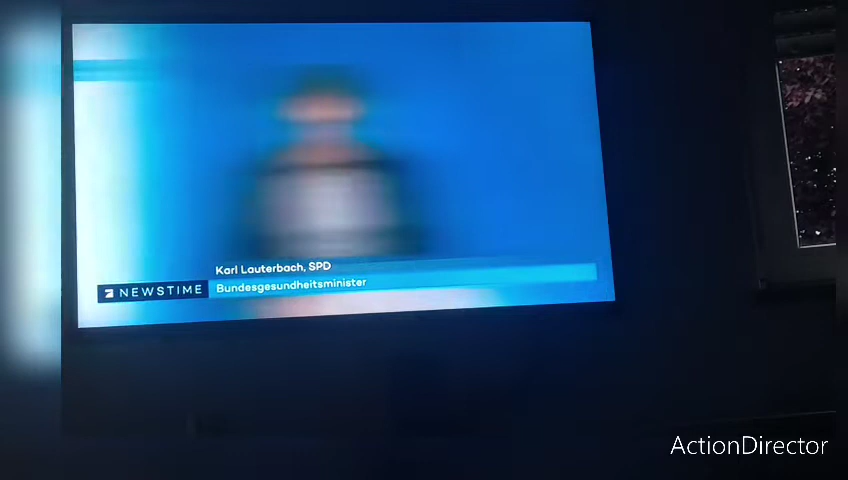 Karl Lauterbach, SPD
NEWSTIME Bundesgesundheitsminister
ActionDirector